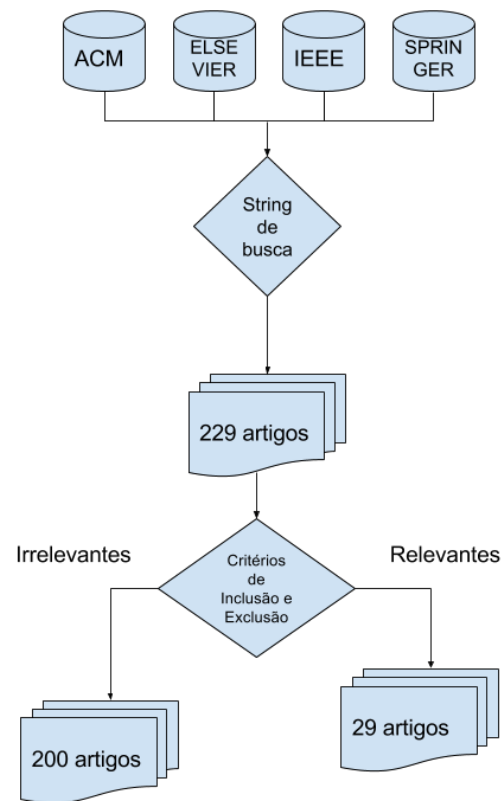 ACM
ELSE
VIER
IEEE
SPRIN
GER
String
de
busca
229 artigos
Critérios
de
Inclusão e
Exclusão
Irrelevantes
Relevantes
200 artigos
29 artigos